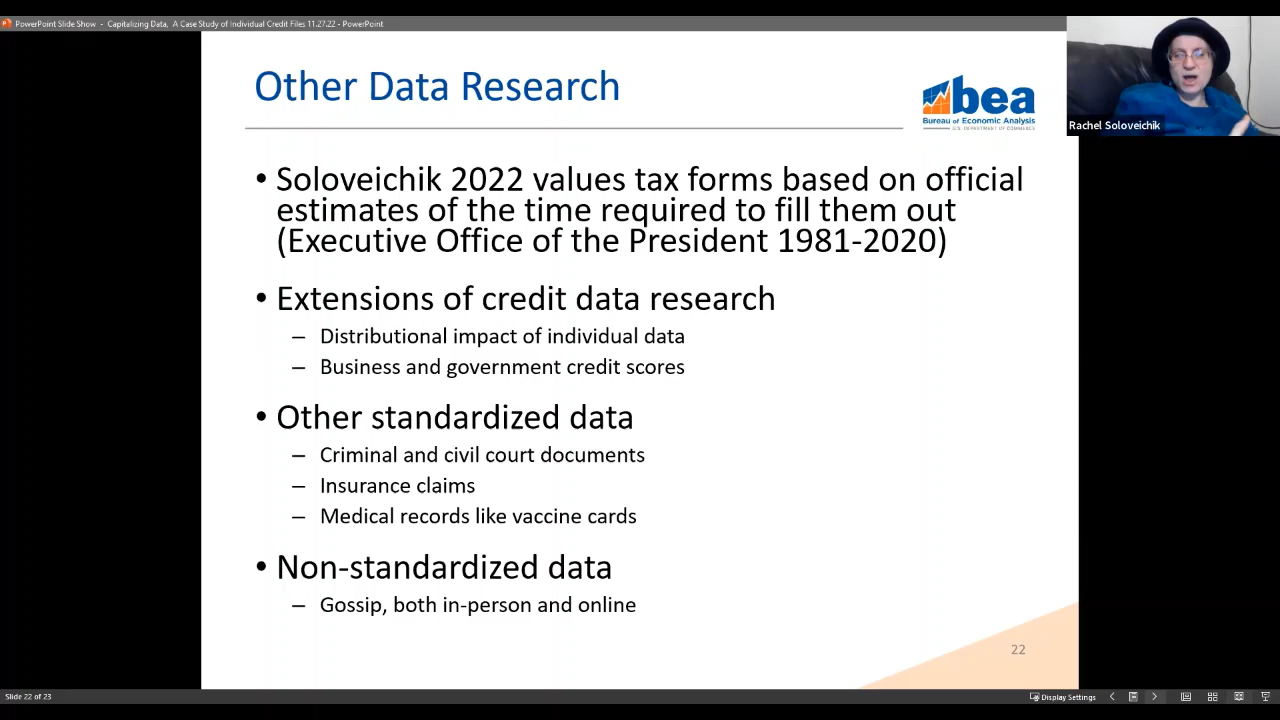 PowerPoint Slide Show - Capitalizing Data, A Case Study of Individual Credit Files 11.27.22 - PowerPoint
Other Data Research
bea
Bureau of Economic Analysis
U.S. DEPARTMENT OF COMMERCE
Rachel Soloveichik
• Soloveichik 2022 values tax forms based on official
estimates of the time required to fill them out
(Executive Office of the President 1981-2020)
• Extensions of credit data research
– Distributional impact of individual data
– Business and government credit scores
• Other standardized data
– Criminal and civil court documents
– Insurance claims
– Medical records like vaccine cards
• Non-standardized data
– Gossip, both in-person and online
22
Slide 22 of 23
Display Settings